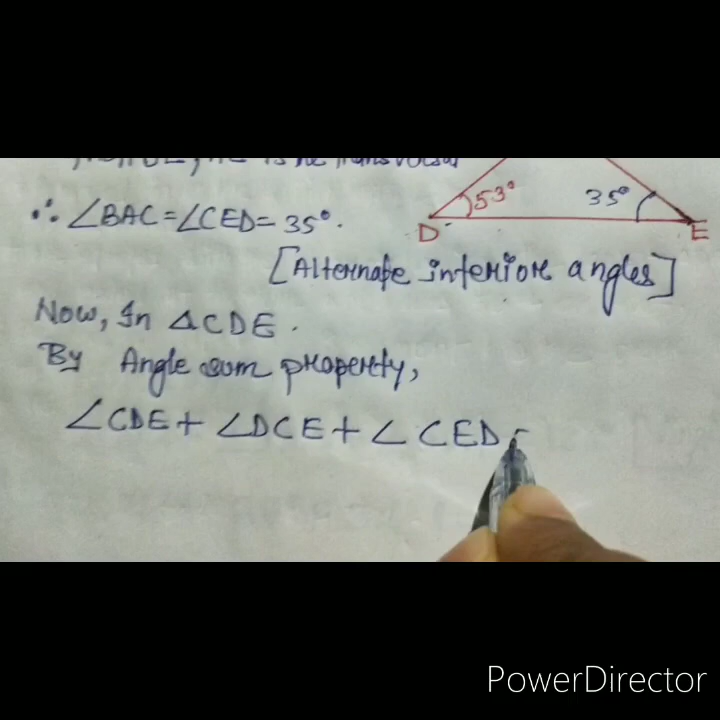 53° 35°
∴ ∠BAC = ∠CED = 35°.
D E
[Alternate interior angles]
Now, In △CDE.
By Angle sum property,
∠CDE + ∠DCE + ∠CED
PowerDirector